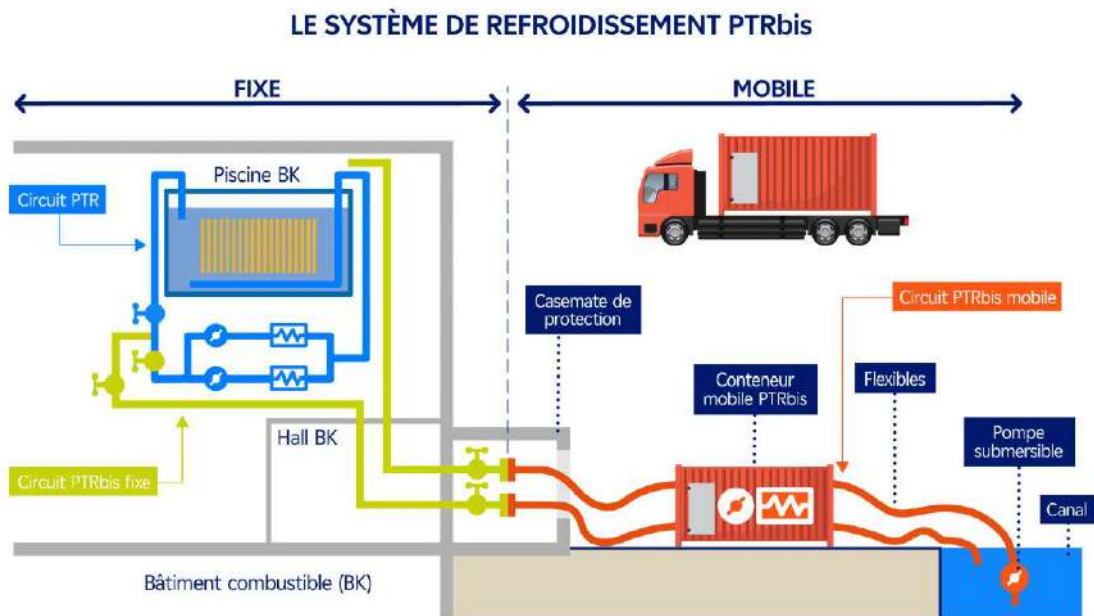 LE SYSTÈME DE REFROIDISSEMENT PTRbis
FIXE
MOBILE
Piscine BK
Circuit PTR
Casemate de
protection
Circuit PTRbis mobile
Conteneur
mobile PTRbis
Flexibles
Pompe
submersible
Hall BK
Circuit PTRbis fixe
Canal
Bâtiment combustible (BK)